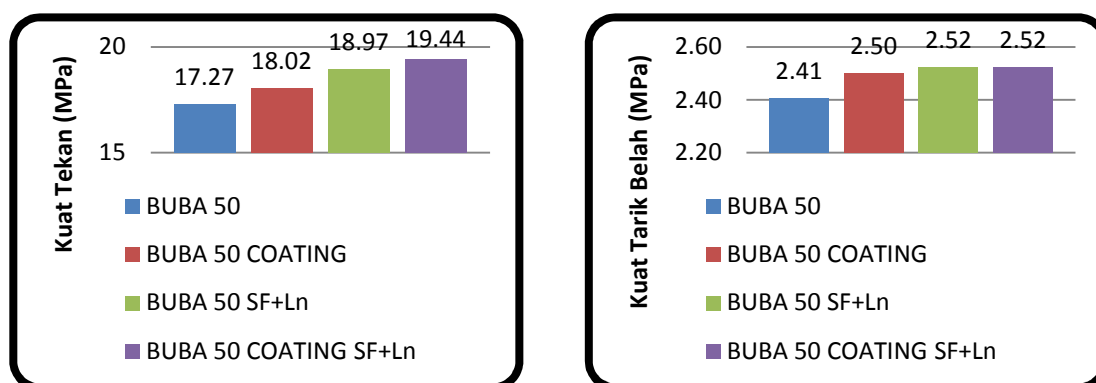 Kuat Tekan (MPa)
20
15
17.27
18.02
18.97
19.44
BUBA 50
BUBA 50 COATING
BUBA 50 SF+Ln
BUBA 50 COATING SF+Ln
Kuat Tarik Belah (MPa)
2.60
2.40
2.20
2.41
2.50
2.52
2.52
BUBA 50
BUBA 50 COATING
BUBA 50 SF+Ln
BUBA 50 COATING SF+Ln